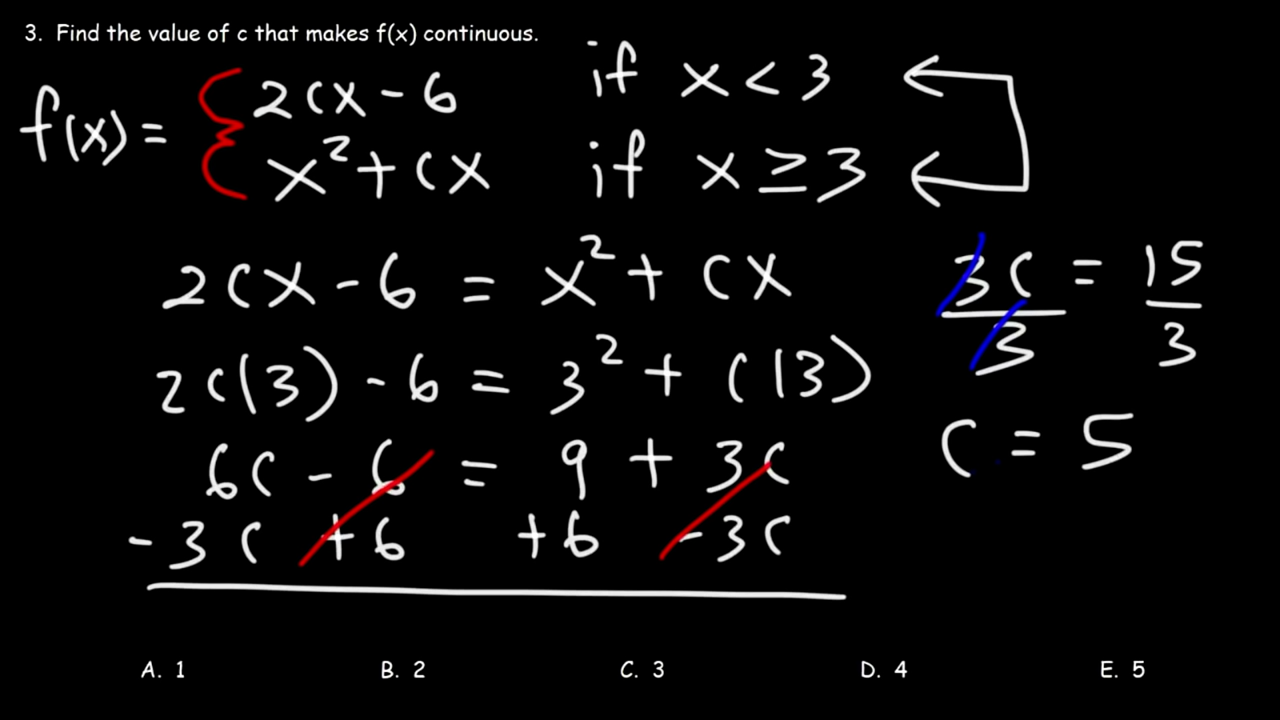 3. Find the value of c that makes f(x) continuous.
f(x) = { 2cx - 6 if x < 3
x² + cx if x ≥ 3
2cx - 6 = x² + cx
2c(3) - 6 = 3² + c(3)
6c - 6 = 9 + 3c
-3c +6 +6 -3c
3c/3 = 15/3
c = 5
A. 1 B. 2 C. 3 D. 4 E. 5